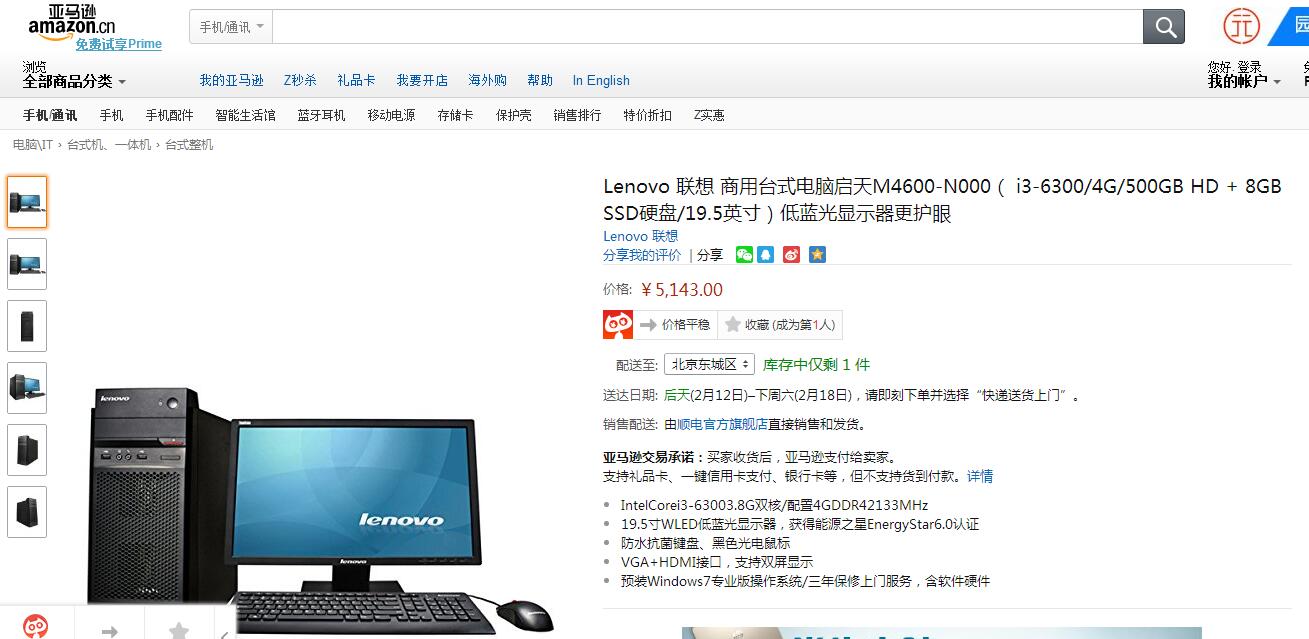 亚马逊
amazon.cn
免费试享Prime
手机/通讯
浏览
全部商品分类
我的亚马逊 Z秒杀 礼品卡 我要开店 海外购 帮助 In English
您好. 登录
我的帐户
手机/通讯 手机 手机配件 智能生活馆 蓝牙耳机 移动电源 存储卡 保护壳 销售排行 特价折扣 Z实惠
电脑\IT › 台式机、一体机 › 台式整机
Lenovo 联想 商用台式电脑启天M4600-N000（ i3-6300/4G/500GB HD + 8GB
SSD硬盘/19.5英寸）低蓝光显示器更护眼
Lenovo 联想
分享我的评价 | 分享
价格: ￥5,143.00
价格平稳 收藏 (成为第1人)
配送至: 北京东城区 库存中仅剩 1 件
送达日期: 后天(2月12日)–下周六(2月18日)，请即刻下单并选择“快递送货上门”。
销售配送: 由顺电官方旗舰店直接销售和发货。
亚马逊交易承诺：买家收货后，亚马逊支付给卖家。
支持礼品卡、一键信用卡支付、银行卡等，但不支持货到付款。详情
IntelCorei3-63003.8G双核/配置4GDDR42133MHz
19.5寸WLED低蓝光显示器，获得能源之星EnergyStar6.0认证
防水抗菌键盘、黑色光电鼠标
VGA+HDMI接口，支持双屏显示
预装Windows7专业版操作系统/三年保修上门服务，含软件硬件
lenovo
lenovo
lenovo